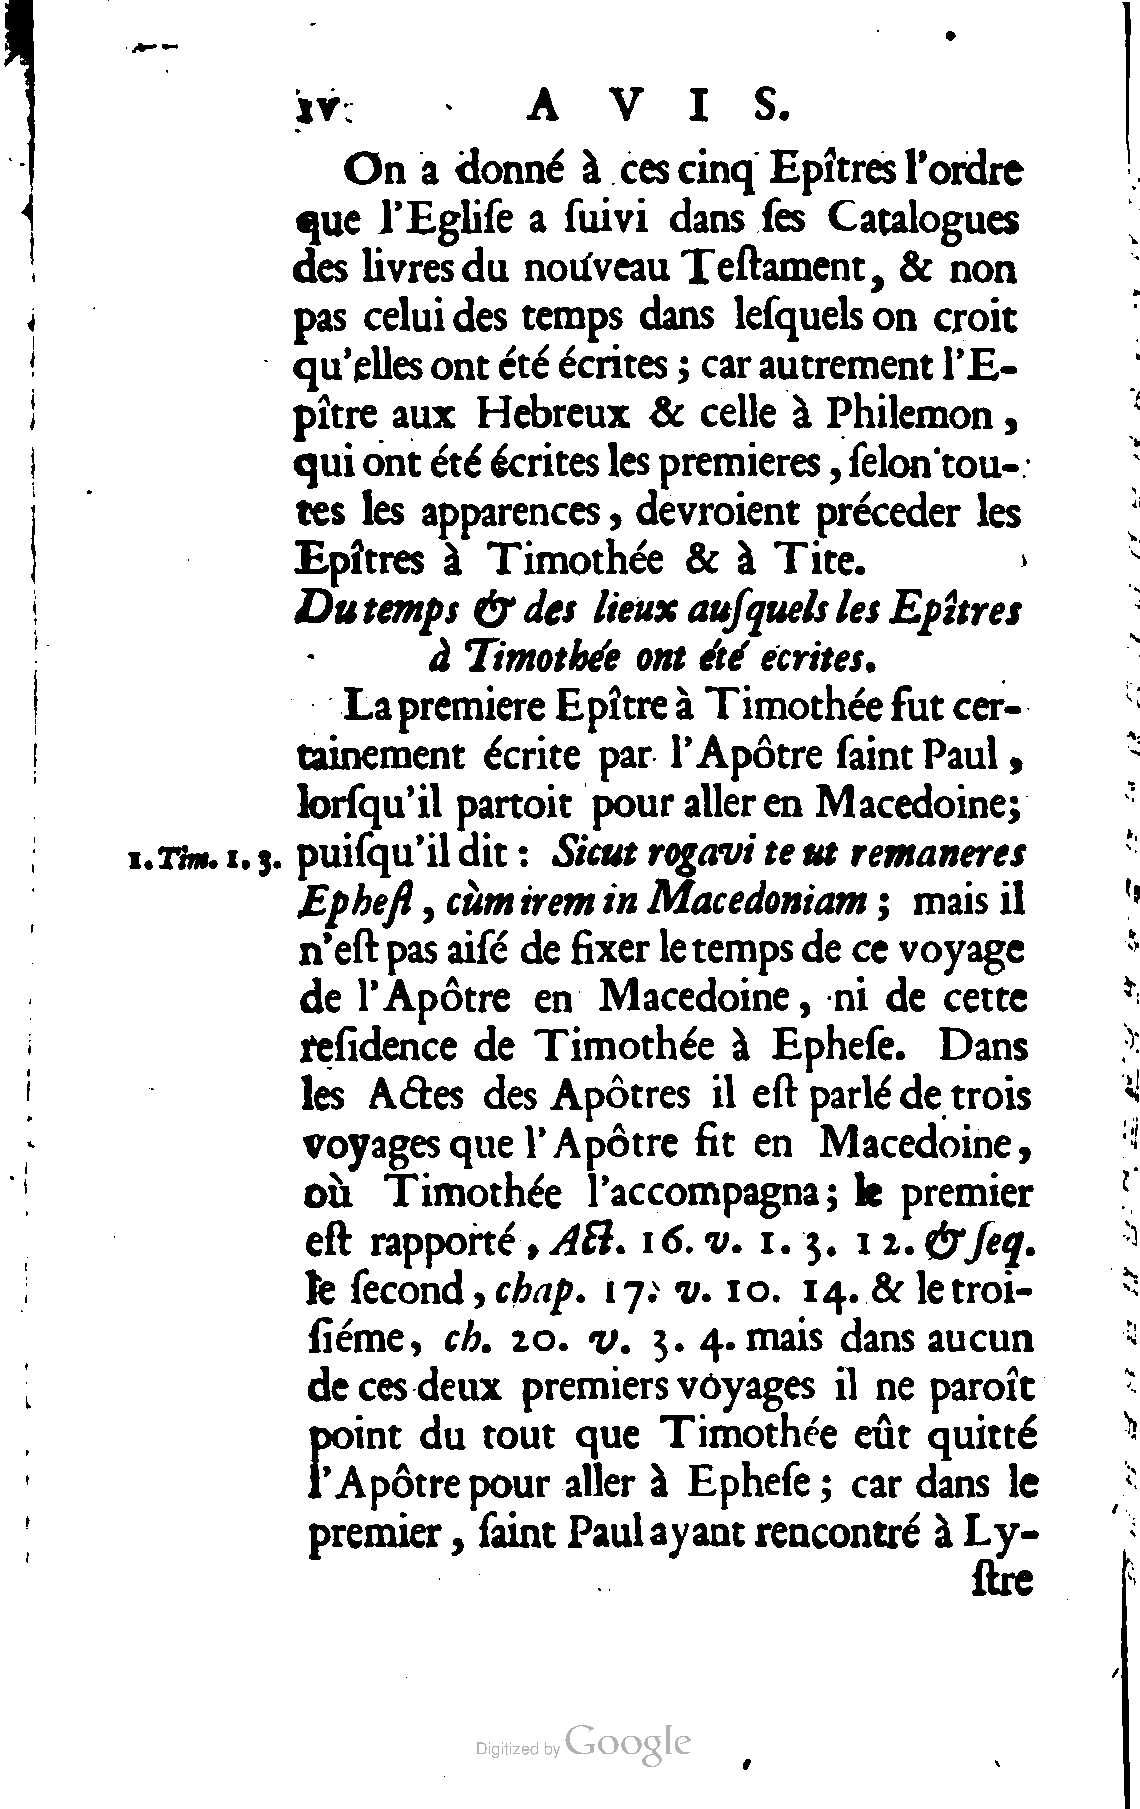 IV. A V I S.
On a donné à ces cinq Epîtres l'ordre
que l'Egliſe a ſuivi dans ſes Catalogues
des livres du nouveau Teſtament, & non
pas celui des temps dans leſquels on croit
qu'elles ont été écrites ; car autrement l'E-
pître aux Hebreux & celle à Philemon,
qui ont été écrites les premieres, ſelon tou-
tes les apparences, devroient préceder les
Epîtres à Timothée & à Tite.
Du temps & des lieux auſquels les Epîtres
à Timothée ont été écrites.
La premiere Epître à Timothée fut cer-
tainement écrite par l'Apôtre ſaint Paul,
lorſqu'il partoit pour aller en Macedoine;
1. Tim. 1. 3. puiſqu'il dit : Sicut rogavi te ut remaneres
Epheſi, cùm irem in Macedoniam ; mais il
n'eſt pas aiſé de fixer le temps de ce voyage
de l'Apôtre en Macedoine, ni de cette
reſidence de Timothée à Epheſe. Dans
les Actes des Apôtres il eſt parlé de trois
voyages que l'Apôtre fit en Macedoine,
où Timothée l'accompagna; le premier
eſt rapporté, Act. 16. v. 1. 3. 12. & ſeq.
le ſecond, chap. 17. v. 10. 14. & le troi-
ſiéme, ch. 20. v. 3. 4. mais dans aucun
de ces deux premiers voyages il ne paroît
point du tout que Timothée eût quitté
l'Apôtre pour aller à Epheſe ; car dans le
premier, ſaint Paul ayant rencontré à Ly-
ſtre
Digitized by Google